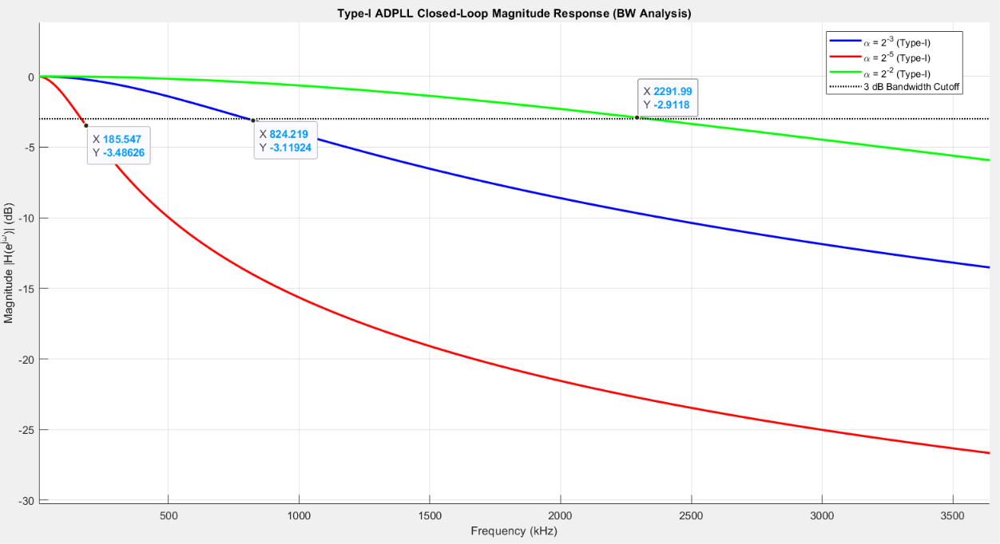 Type-I ADPLL Closed-Loop Magnitude Response (BW Analysis)
α = 2^-3 (Type-I)
α = 2^-5 (Type-I)
α = 2^-2 (Type-I)
3 dB Bandwidth Cutoff
X 2291.99
Y -2.9118
X 824.219
Y -3.11924
X 185.547
Y -3.48626
Magnitude |H(e^jω)| (dB)
0
-5
-10
-15
-20
-25
-30
500
1000
1500
2000
2500
3000
3500
Frequency (kHz)